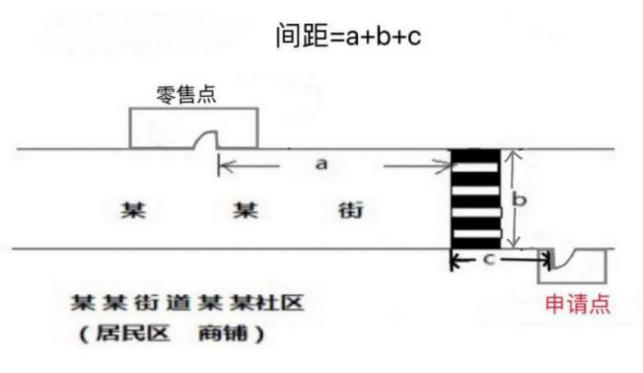 间距=a+b+c
零售点
a
某 某 街
b
c
申请点
某某街道某某社区
（居民区 商铺）